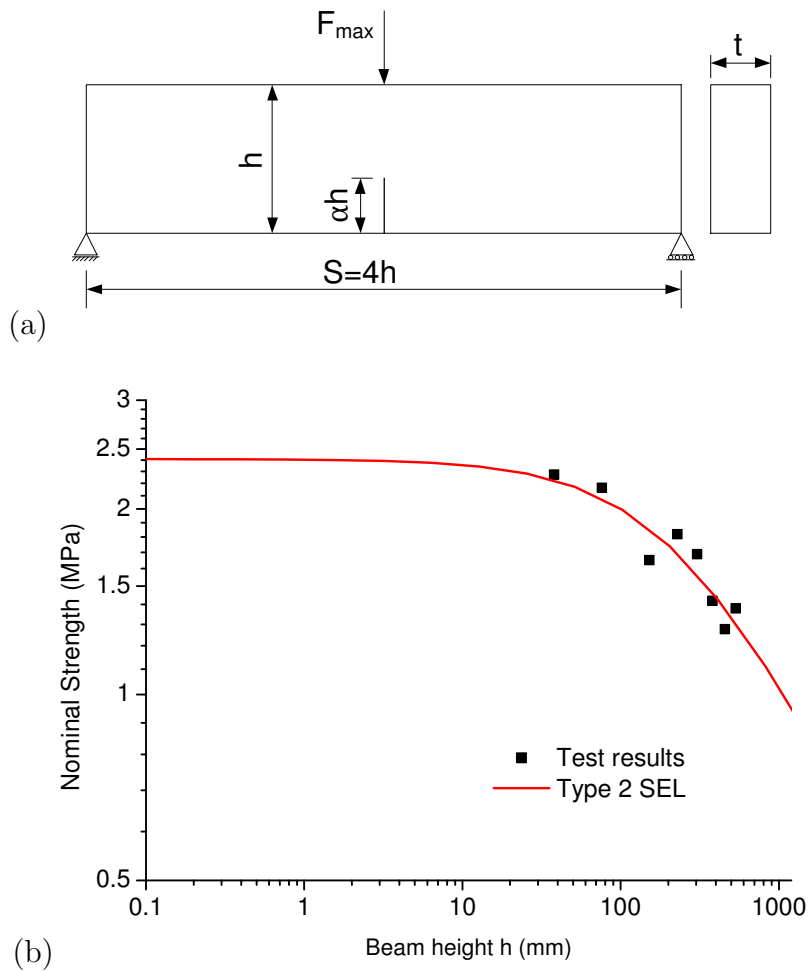 F_max
t
h
αh
S=4h
(a)
3
2.5
2
1.5
1
0.5
Nominal Strength (MPa)
Test results
Type 2 SEL
0.1 1 10 100 1000
Beam height h (mm)
(b)